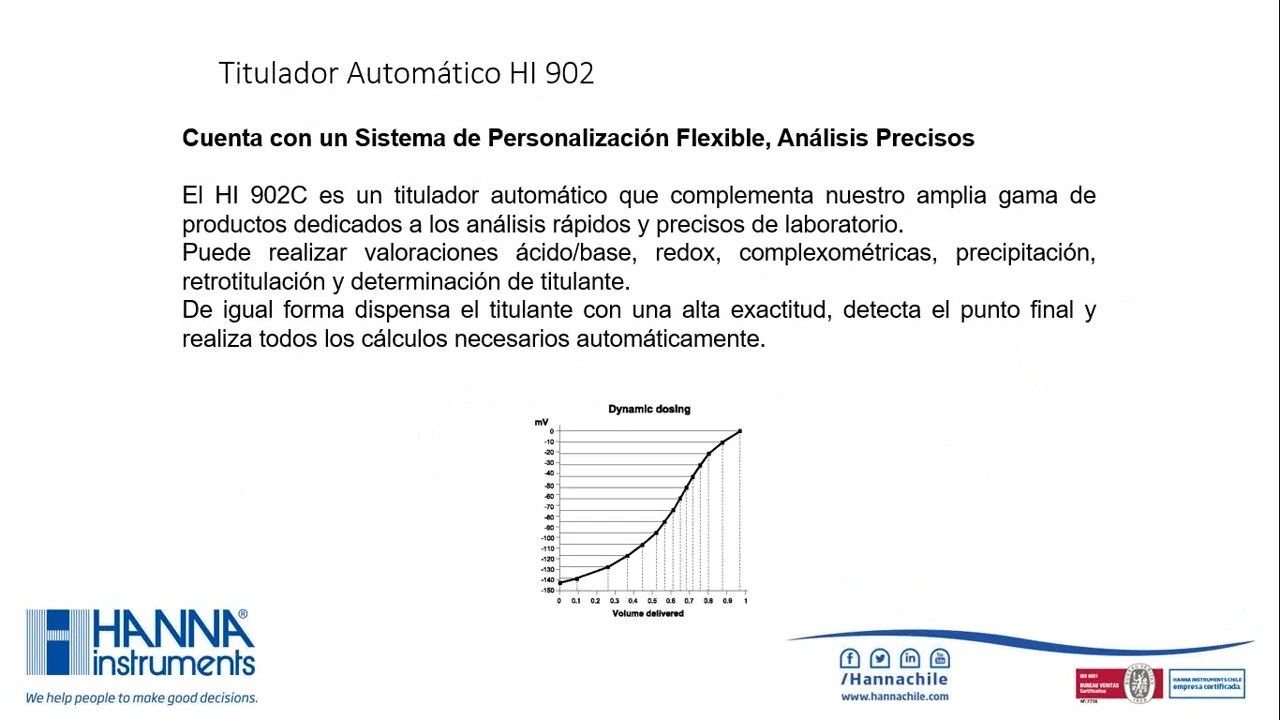 Titulador Automático HI 902
Cuenta con un Sistema de Personalización Flexible, Análisis Precisos
El HI 902C es un titulador automático que complementa nuestro amplia gama de
productos dedicados a los análisis rápidos y precisos de laboratorio.
Puede realizar valoraciones ácido/base, redox, complexométricas, precipitación,
retrotitulación y determinación de titulante.
De igual forma dispensa el titulante con una alta exactitud, detecta el punto final y
realiza todos los cálculos necesarios automáticamente.
Dynamic dosing
mV
0
-10
-20
-30
-40
-50
-60
-70
-80
-90
-100
-110
-120
-130
-140
-150
0 0.1 0.2 0.3 0.4 0.5 0.6 0.7 0.8 0.9 1
Volume delivered
HANNA®
instruments
We help people to make good decisions.
/Hannachile
www.hannachile.com
ISO 9001
BUREAU VERITAS
Certification
HANNA INSTRUMENTS CHILE
empresa certificada